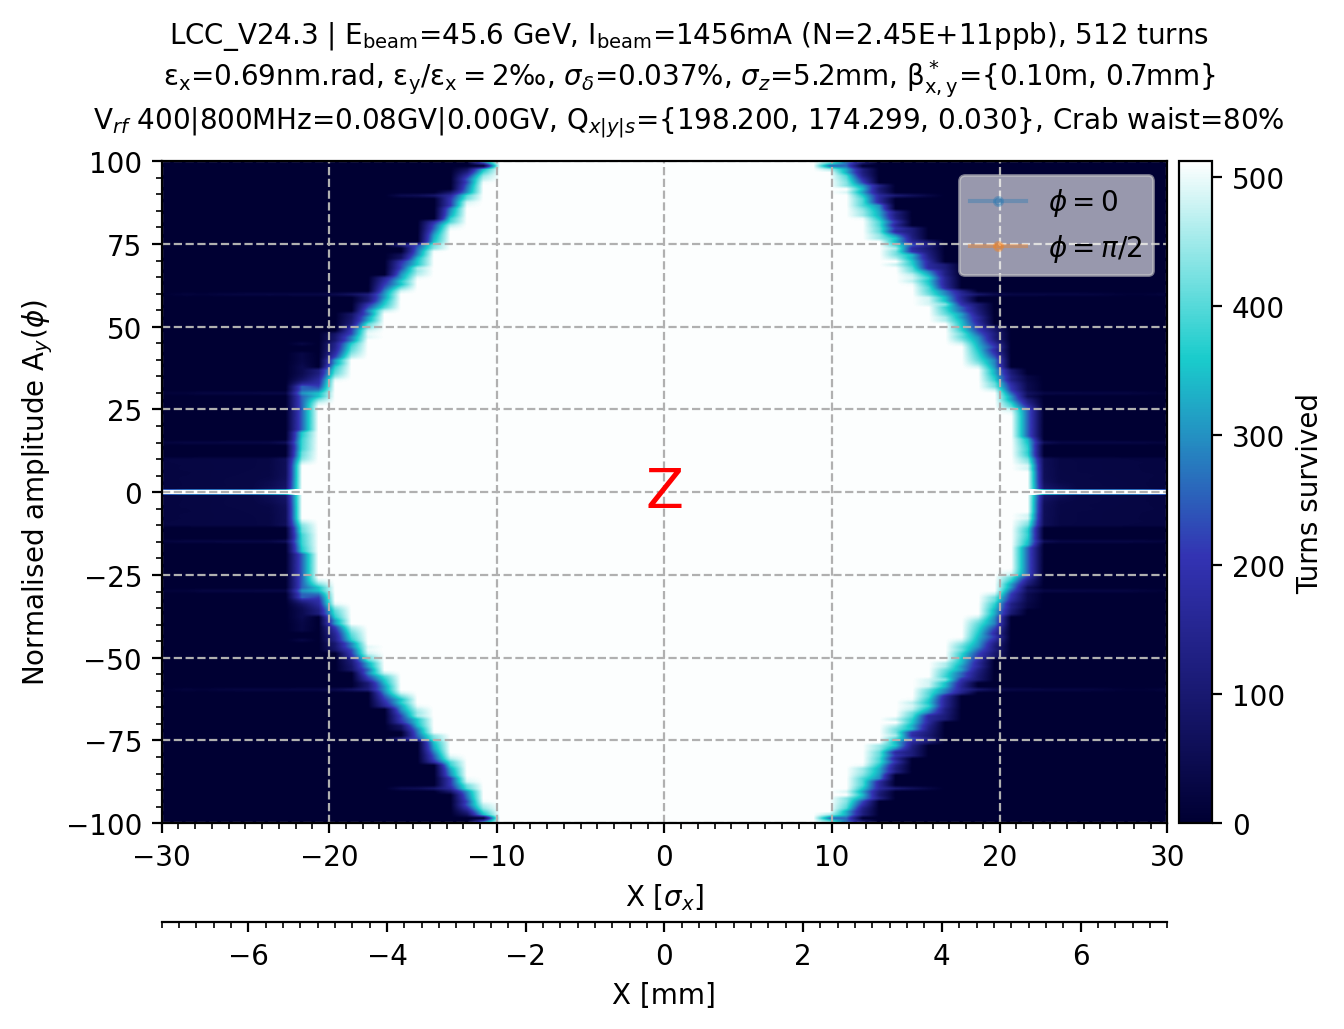 LCC_V24.3 | E_beam=45.6 GeV, I_beam=1456mA (N=2.45E+11ppb), 512 turns
ε_x=0.69nm.rad, ε_y/ε_x = 2‰, σ_δ=0.037%, σ_z=5.2mm, β*_x,y={0.10m, 0.7mm}
V_rf 400|800MHz=0.08GV|0.00GV, Q_x|y|s={198.200, 174.299, 0.030}, Crab waist=80%
Normalised amplitude A_y(ϕ)
100
75
50
25
0
−25
−50
−75
−100
ϕ = 0
ϕ = π/2
Z
500
400
300
200
100
0
Turns survived
−30 −20 −10 0 10 20 30
X [σ_x]
−6 −4 −2 0 2 4 6
X [mm]